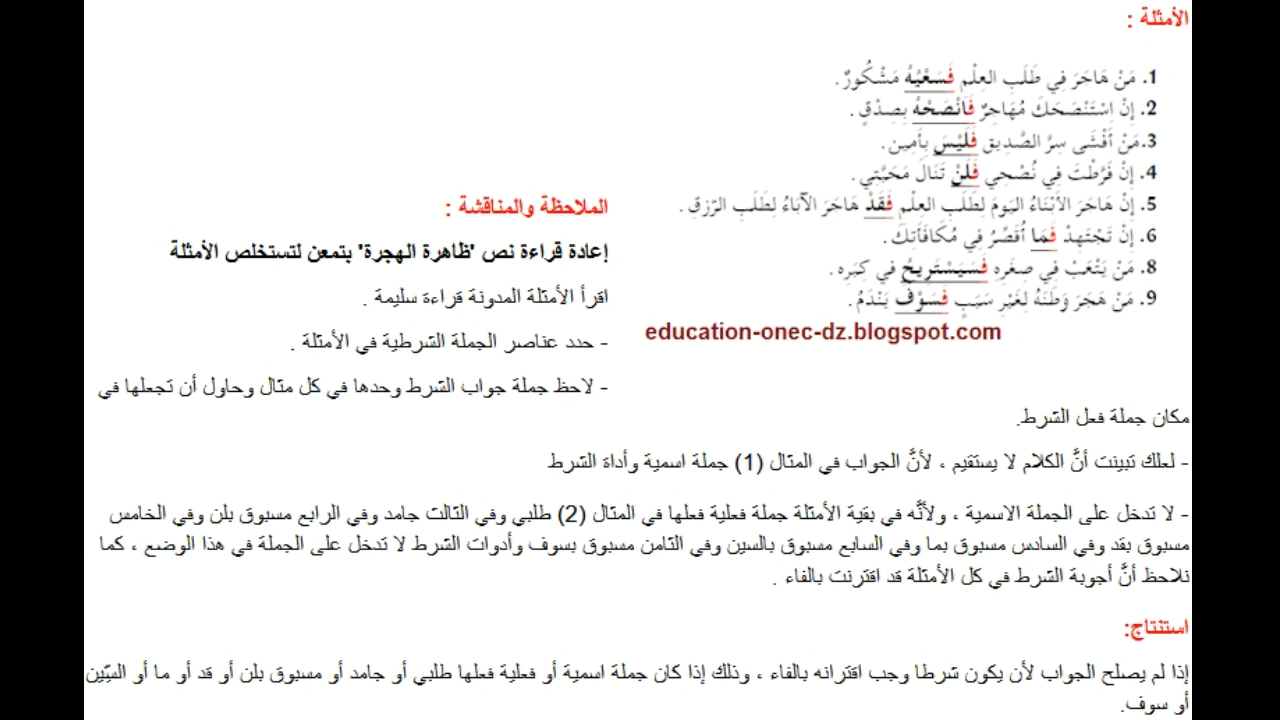 الأمثلة :
1. مَنْ هَاجَرَ فِي طَلَبِ العِلْمِ فَسَعْيُهُ مَشْكُورٌ .
2. إِنْ اِسْتَنْصَحَكَ مُهَاجِرٌ فَانْصَحْهُ بِصِدْقٍ .
3. مَنْ أَفْشَى سِرَّ الصَّدِيقِ فَلَيْسَ بِأَمِينٍ .
4. إِنْ فَرَّطْتَ فِي نُصْحِي فَلَنْ تَنَالَ مَحَبَّتِي .
5. إِنْ هَاجَرَ الأَبْنَاءُ اليَوْمَ لِطَلَبِ العِلْمِ فَقَدْ هَاجَرَ الآبَاءُ لِطَلَبِ الرِّزْقِ .
6. إِنْ تَجْتَهِدْ فَمَا أُقَصِّرُ فِي مُكَافَأَتِكَ .
8. مَنْ يَتْعَبْ فِي صِغَرِهِ فَسَيَسْتَرِيحُ فِي كِبَرِهِ .
9. مَنْ هَجَرَ وَطَنَهُ لِغَيْرِ سَبَبٍ فَسَوْفَ يَنْدَمُ .
education-onec-dz.blogspot.com
الملاحظة والمناقشة :
إعادة قراءة نص "ظاهرة الهجرة" بتمعن لتستخلص الأمثلة
اقرأ الأمثلة المدونة قراءة سليمة .
- حدد عناصر الجملة الشرطية في الأمثلة .
- لاحظ جملة جواب الشرط وحدها في كل مثال وحاول أن تجعلها في
مكان جملة فعل الشرط.
- لعلك تبينت أنَّ الكلام لا يستقيم ، لأنَّ الجواب في المثال (1) جملة اسمية وأداة الشرط
- لا تدخل على الجملة الاسمية ، ولأنَّه في بقية الأمثلة جملة فعلية فعلها في المثال (2) طلبي وفي الثالث جامد وفي الرابع مسبوق بلن وفي الخامس
مسبوق بقد وفي السادس مسبوق بما وفي السابع مسبوق بالسين وفي الثامن مسبوق بسوف وأدوات الشرط لا تدخل على الجملة في هذا الوضع ، كما
نلاحظ أنَّ أجوبة الشرط في كل الأمثلة قد اقترنت بالفاء .
استنتاج:
إذا لم يصلح الجواب لأن يكون شرطا وجب اقترانه بالفاء ، وذلك إذا كان جملة اسمية أو فعلية فعلها طلبي أو جامد أو مسبوق بلن أو قد أو ما أو السيّين
أو سوف.